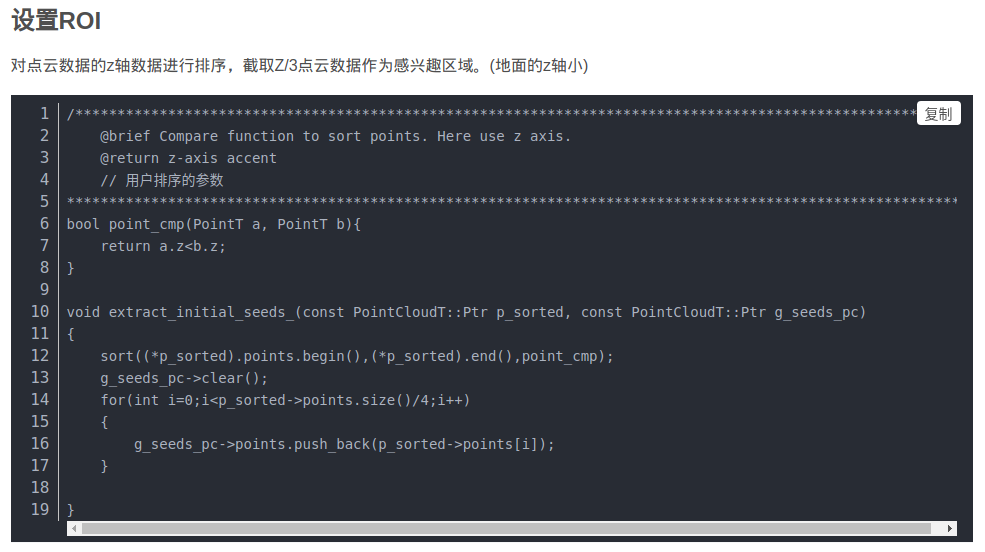 设置ROI
对点云数据的z轴数据进行排序，截取Z/3点云数据作为感兴趣区域。(地面的z轴小)
复制
1 /*****************************************************************************************************
2     @brief Compare function to sort points. Here use z axis.
3     @return z-axis accent
4     // 用户排序的参数
5 **********************************************************************************************************
6 bool point_cmp(PointT a, PointT b){
7     return a.z<b.z;
8 }
9
10 void extract_initial_seeds_(const PointCloudT::Ptr p_sorted, const PointCloudT::Ptr g_seeds_pc)
11 {
12     sort((*p_sorted).points.begin(),(*p_sorted).end(),point_cmp);
13     g_seeds_pc->clear();
14     for(int i=0;i<p_sorted->points.size()/4;i++)
15     {
16         g_seeds_pc->points.push_back(p_sorted->points[i]);
17     }
18
19 }